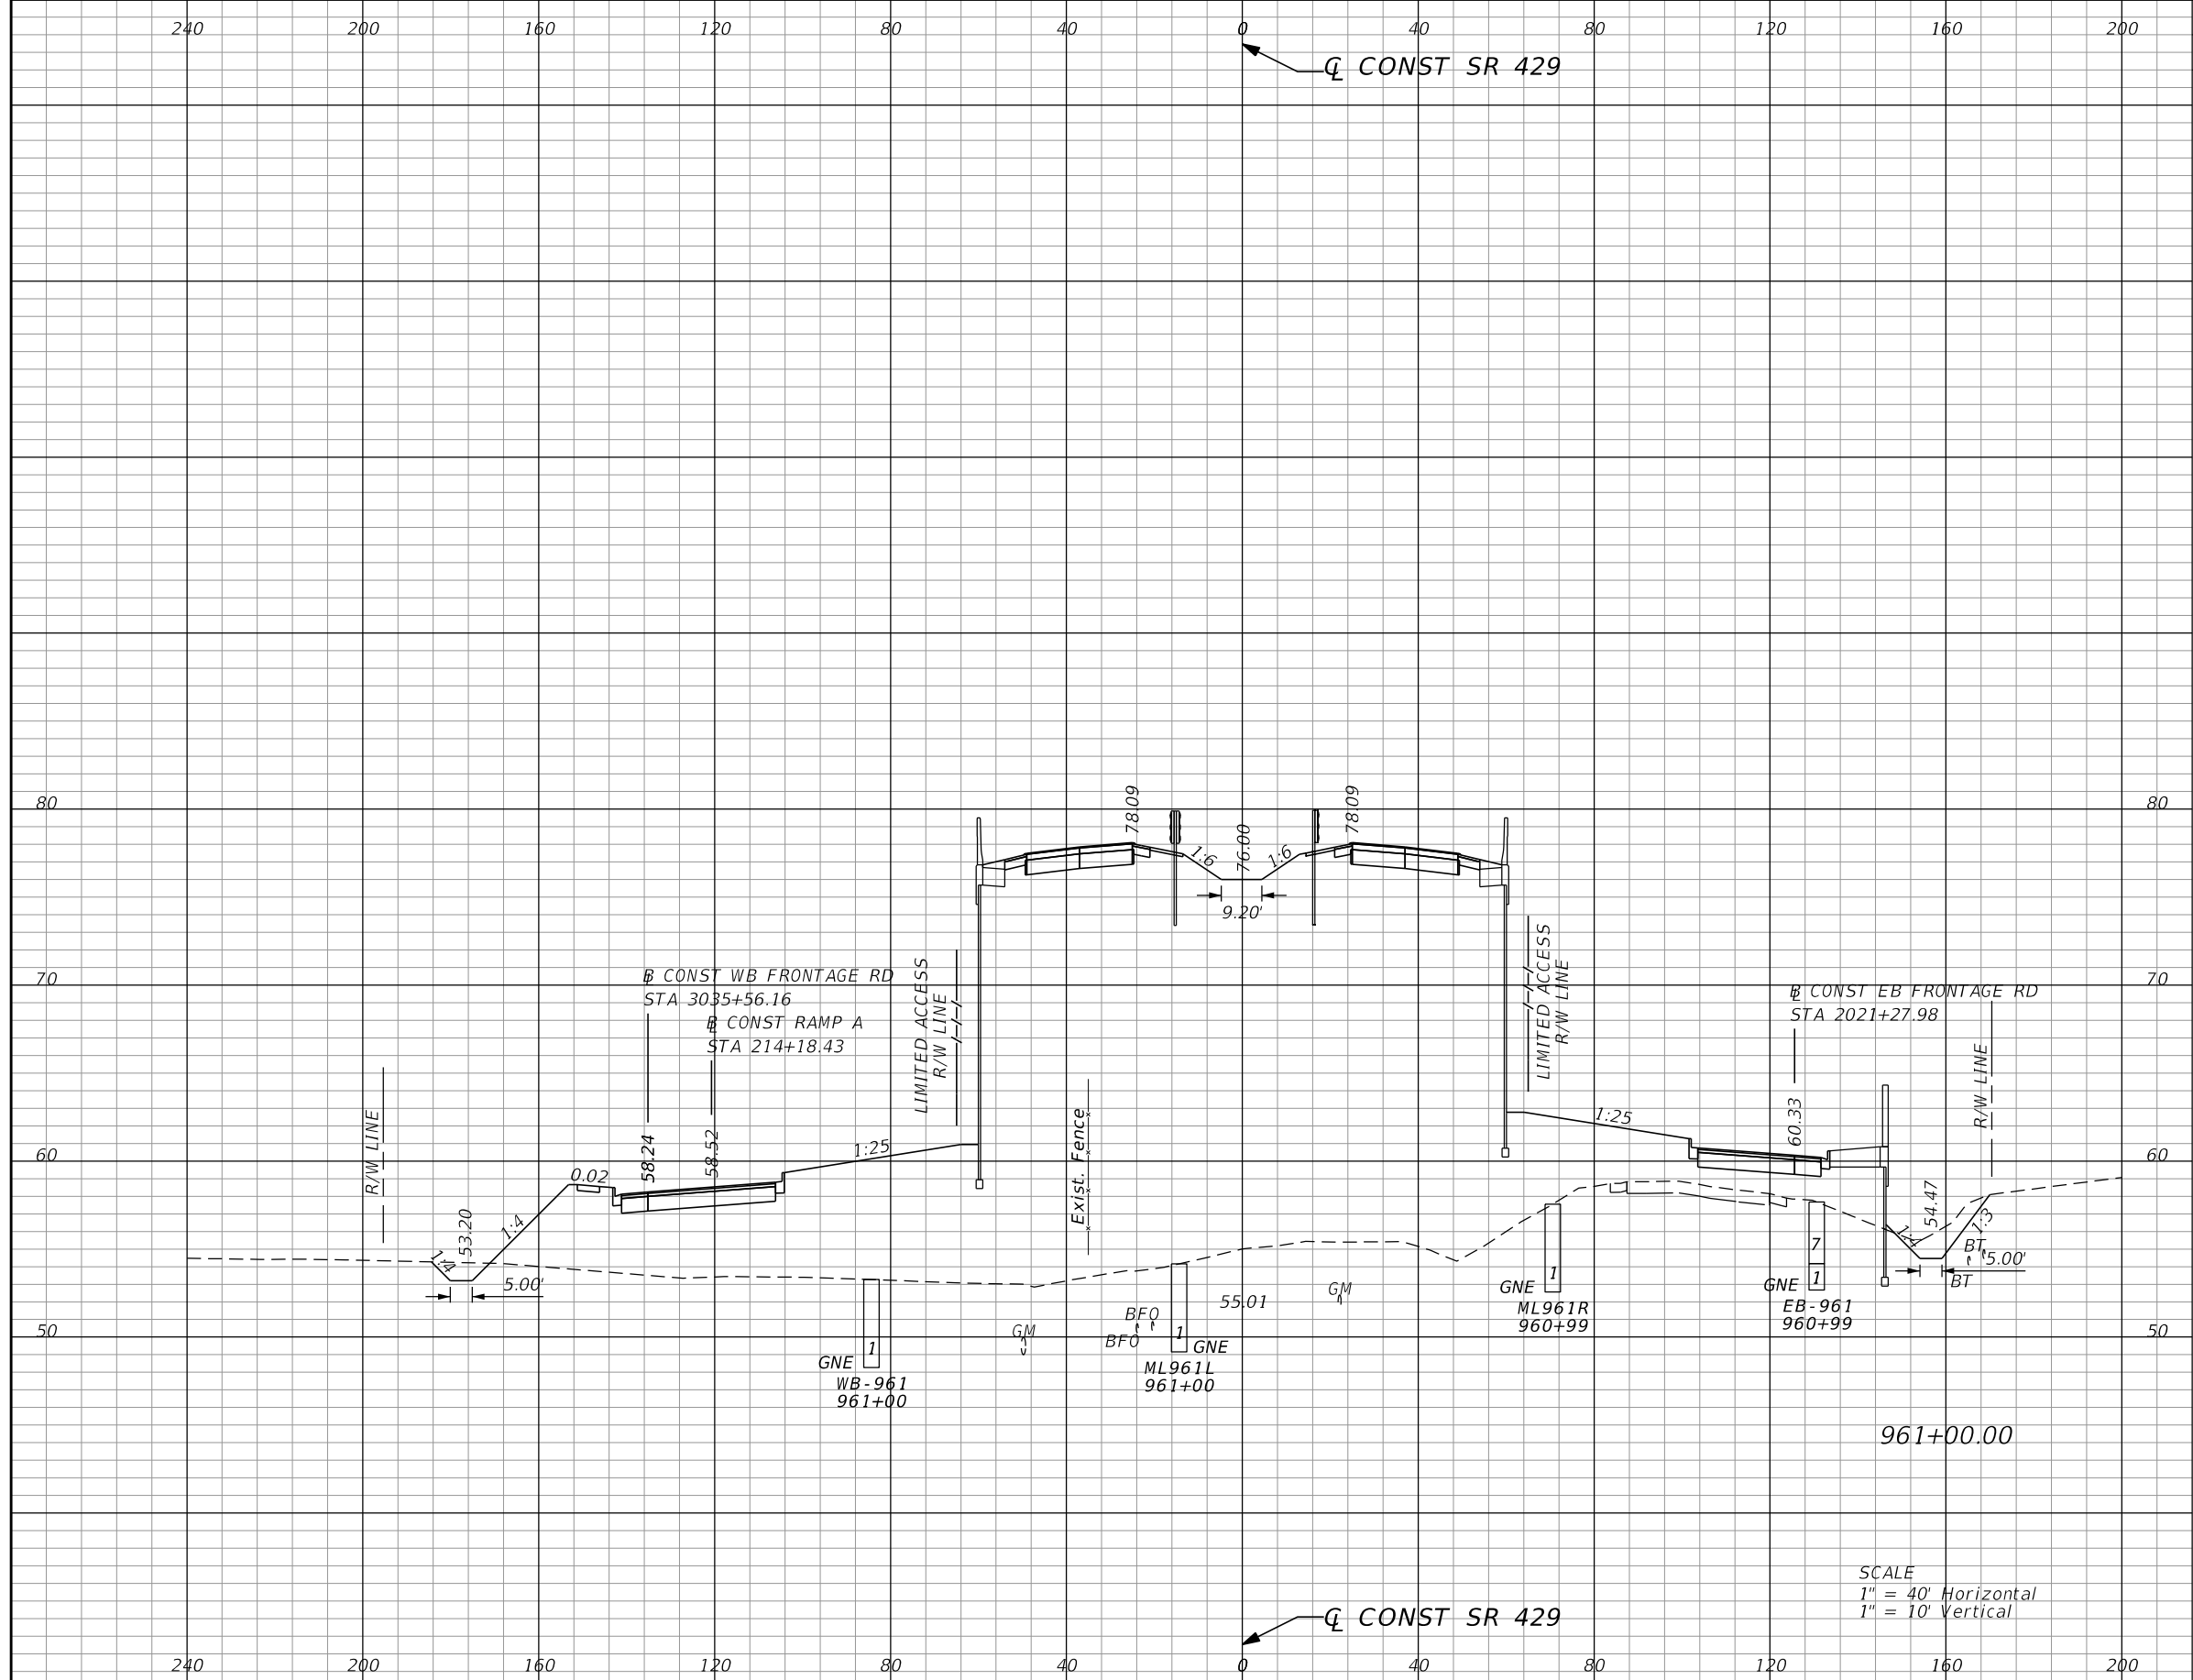 240 200 160 120 80 40 0 40 80 120 160 200
℄ CONST SR 429
80 80
78.09
76.00
78.09
1:6
1:6
9.20'
70 70
B CONST WB FRONTAGE RD
STA 3035+56.16
B CONST RAMP A
STA 214+18.43
LIMITED ACCESS
R/W LINE
LIMITED ACCESS
R/W LINE
B CONST EB FRONTAGE RD
STA 2021+27.98
R/W LINE
R/W LINE
60 60
58.24
58.52
1:25
0.02
Exist. Fence
1:25
60.33
53.20
1:4
1:4
5.00'
54.47
1:3
BT
5.00'
BT
50 50
GM
BFO
BFO
55.01
GM
GNE
1
WB-961
961+00
1
GNE
ML961L
961+00
GNE
1
ML961R
960+99
7
GNE
1
EB-961
960+99
961+00.00
SCALE
1" = 40' Horizontal
1" = 10' Vertical
℄ CONST SR 429
240 200 160 120 80 40 0 40 80 120 160 200